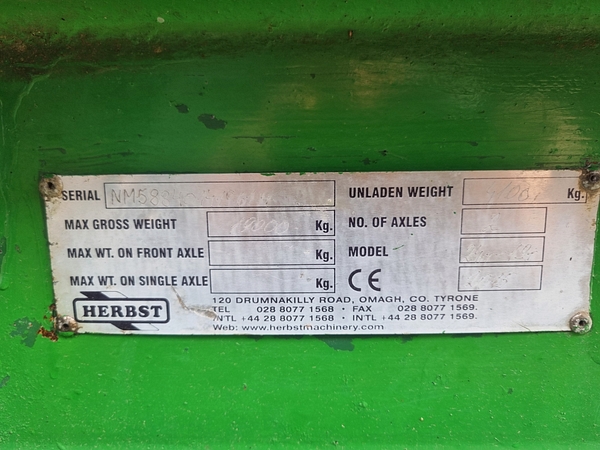 SERIAL NM59
UNLADEN WEIGHT Kg.
MAX GROSS WEIGHT Kg.
NO. OF AXLES
MAX WT. ON FRONT AXLE Kg.
MODEL
MAX WT. ON SINGLE AXLE Kg.
CE
HERBST
120 DRUMNAKILLY ROAD, OMAGH, CO. TYRONE
TEL 028 8077 1568 • FAX 028 8077 1569.
INTL +44 28 8077 1568 • INTL +44 28 8077 1569.
Web: www.herbstmachinery.com